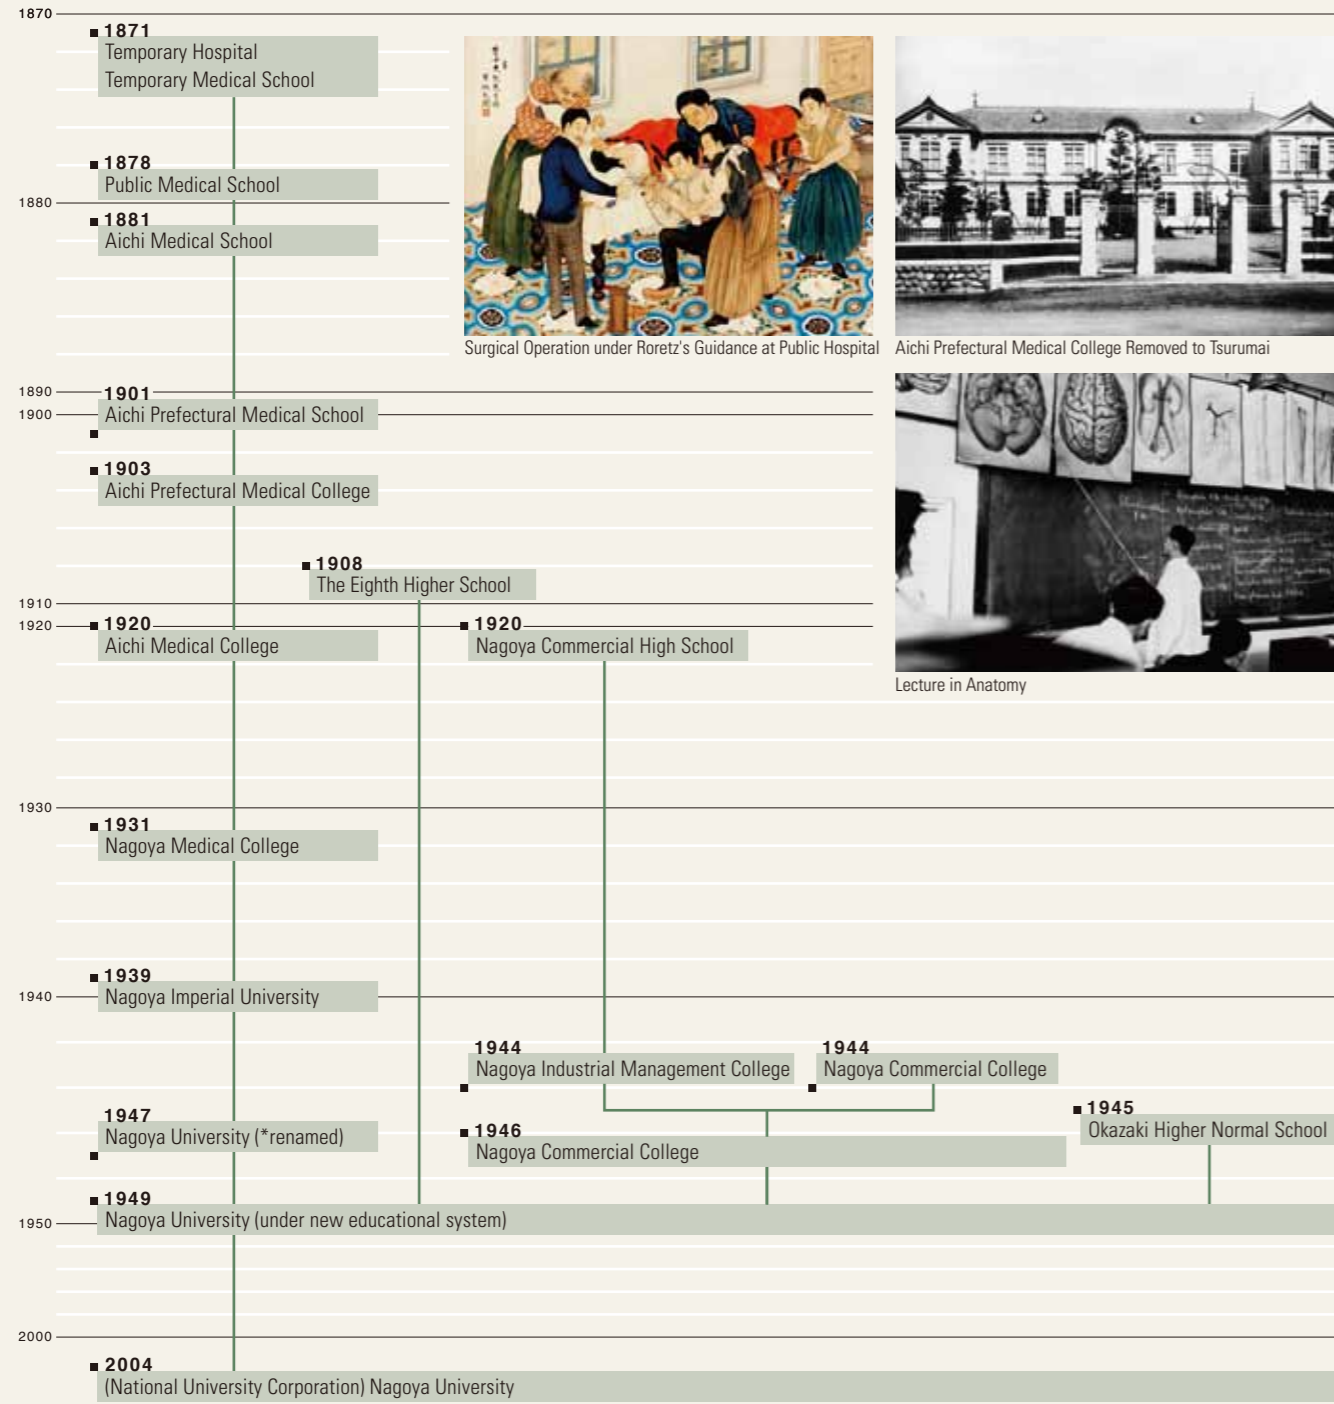 1870
1871
Temporary Hospital
Temporary Medical School
1878
Public Medical School
1880
1881
Aichi Medical School
Surgical Operation under Roretz's Guidance at Public Hospital
Aichi Prefectural Medical College Removed to Tsurumai
1890
1901
1900
Aichi Prefectural Medical School
1903
Aichi Prefectural Medical College
1908
The Eighth Higher School
1910
1920
1920
Aichi Medical College
1920
Nagoya Commercial High School
Lecture in Anatomy
1930
1931
Nagoya Medical College
1939
1940
Nagoya Imperial University
1944
Nagoya Industrial Management College
1944
Nagoya Commercial College
1945
Okazaki Higher Normal School
1947
Nagoya University (*renamed)
1946
Nagoya Commercial College
1949
1950
Nagoya University (under new educational system)
2000
2004
(National University Corporation) Nagoya University